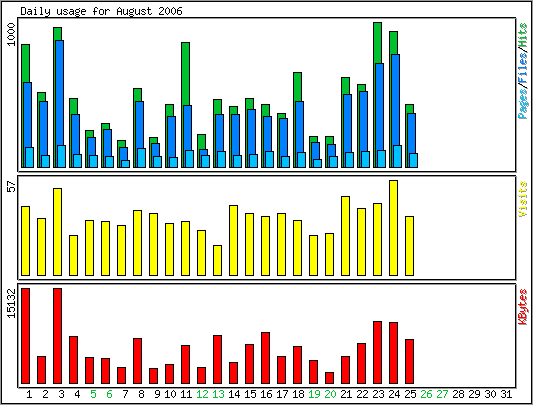 Daily usage for August 2006
1000
Pages/Files/Hits
57
Visits
15132
KBytes
1 2 3 4 5 6 7 8 9 10 11 12 13 14 15 16 17 18 19 20 21 22 23 24 25 26 27 28 29 30 31